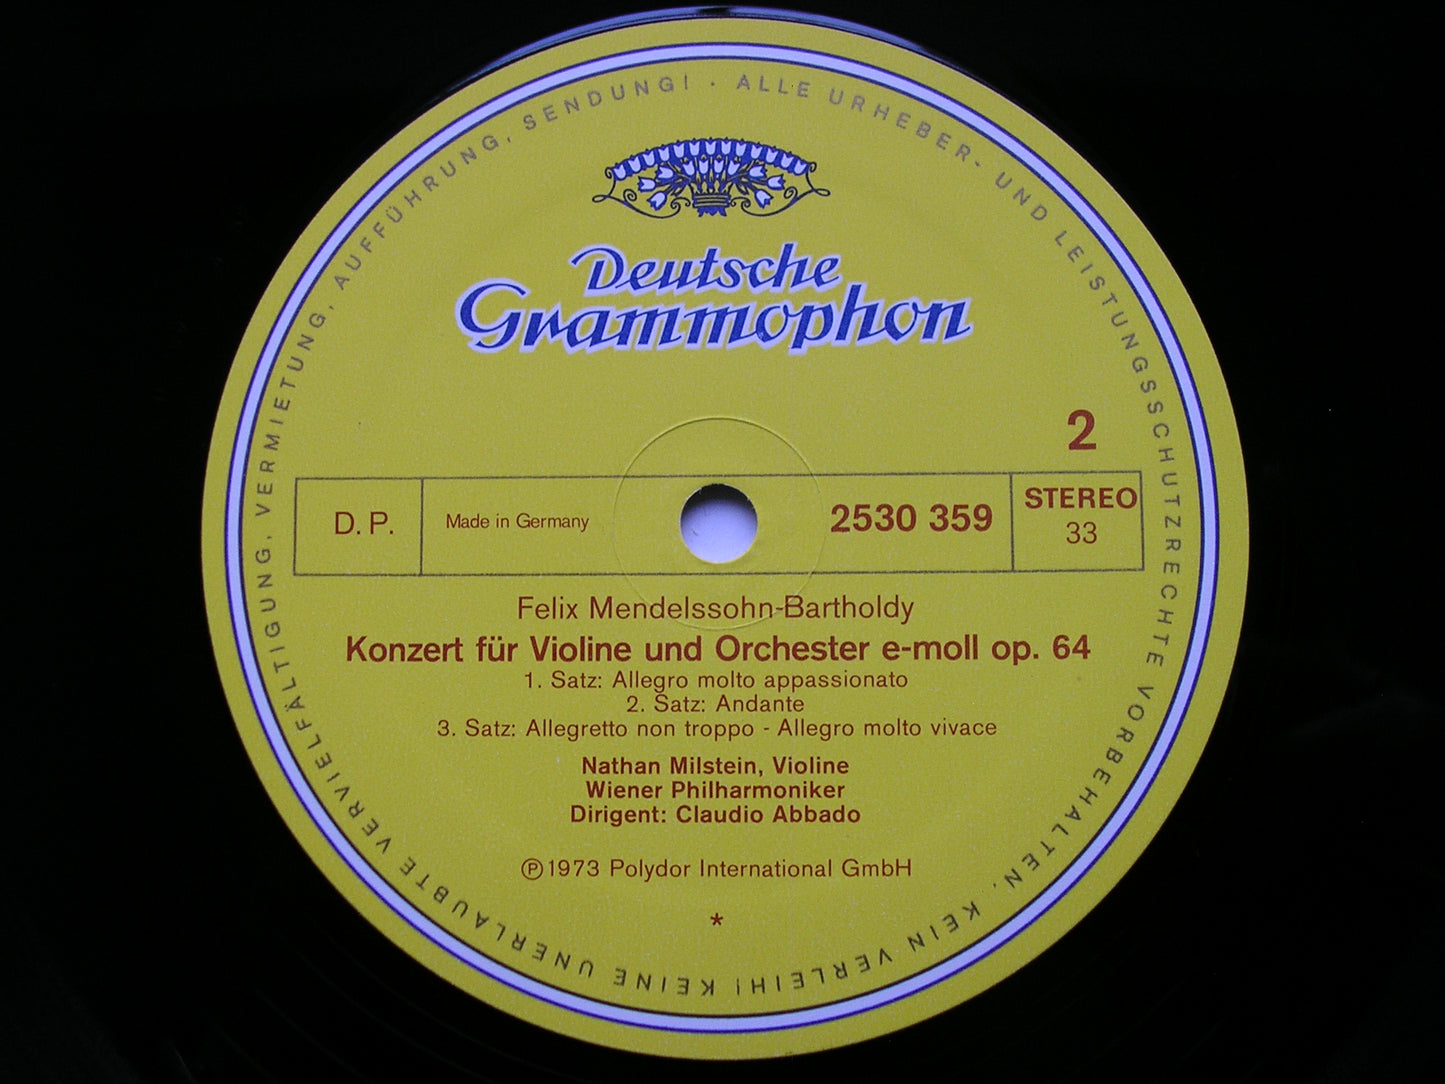 ALLE URHEBER- UND LEISTUNGSSCHUTZRECHTE VORBEHALTEN. KEIN VERLEIH! KEINE UNERLAUBTE VERVIELFÄLTIGUNG, VERMIETUNG, AUFFÜHRUNG, SENDUNG! ·
Deutsche
Grammophon
2
D. P.
Made in Germany
2530 359
STEREO
33
Felix Mendelssohn-Bartholdy
Konzert für Violine und Orchester e-moll op. 64
1. Satz: Allegro molto appassionato
2. Satz: Andante
3. Satz: Allegretto non troppo - Allegro molto vivace
Nathan Milstein, Violine
Wiener Philharmoniker
Dirigent: Claudio Abbado
℗1973 Polydor International GmbH
*